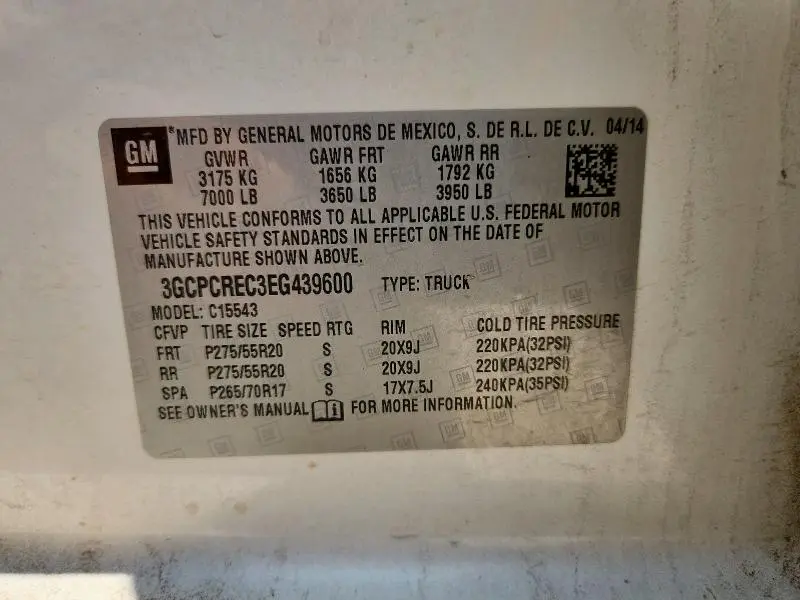 GM *MFD BY GENERAL MOTORS DE MEXICO, S. DE R.L. DE C.V. 04/14
GVWR GAWR FRT GAWR RR
3175 KG 1656 KG 1792 KG
7000 LB 3650 LB 3950 LB
THIS VEHICLE CONFORMS TO ALL APPLICABLE U.S. FEDERAL MOTOR
VEHICLE SAFETY STANDARDS IN EFFECT ON THE DATE OF
MANUFACTURE SHOWN ABOVE.
3GCPCREC3EG439600 TYPE: TRUCK
MODEL: C15543
CFVP TIRE SIZE SPEED RTG RIM COLD TIRE PRESSURE
FRT P275/55R20 S 20X9J 220KPA(32PSI)
RR P275/55R20 S 20X9J 220KPA(32PSI)
SPA P265/70R17 S 17X7.5J 240KPA(35PSI)
SEE OWNER'S MANUAL FOR MORE INFORMATION.